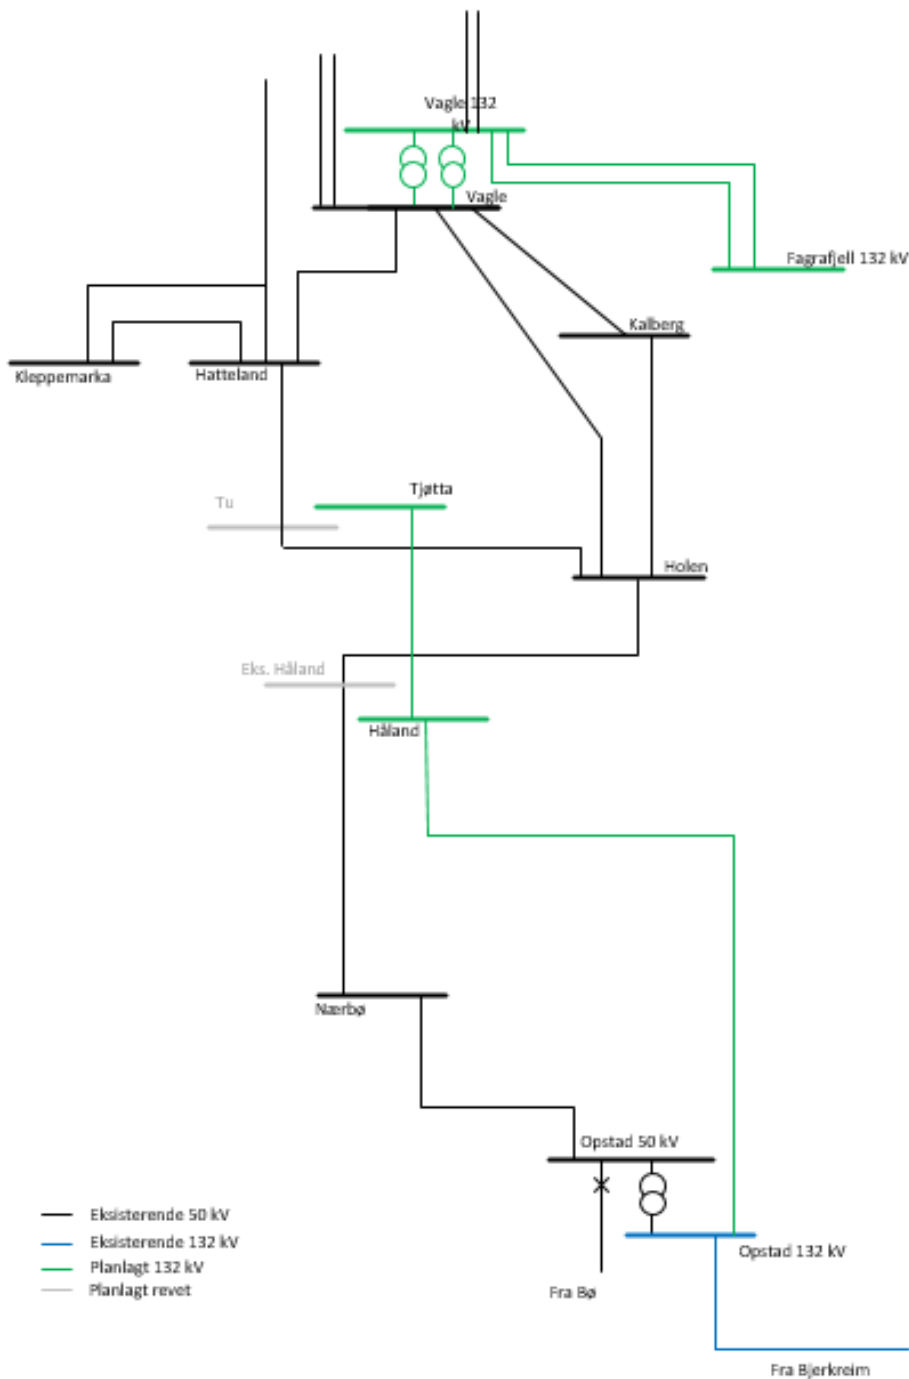 Vagle 132
kV
Vagle
Fagrafjell 132 kV
Kalberg
Kleppemarka
Hatteland
Tjøtta
Tu
Holen
Eks. Håland
Håland
Nærbø
Opstad 50 kV
Eksisterende 50 kV
Eksisterende 132 kV
Opstad 132 kV
Planlagt 132 kV
Planlagt revet
Fra Bø
Fra Bjerkreim